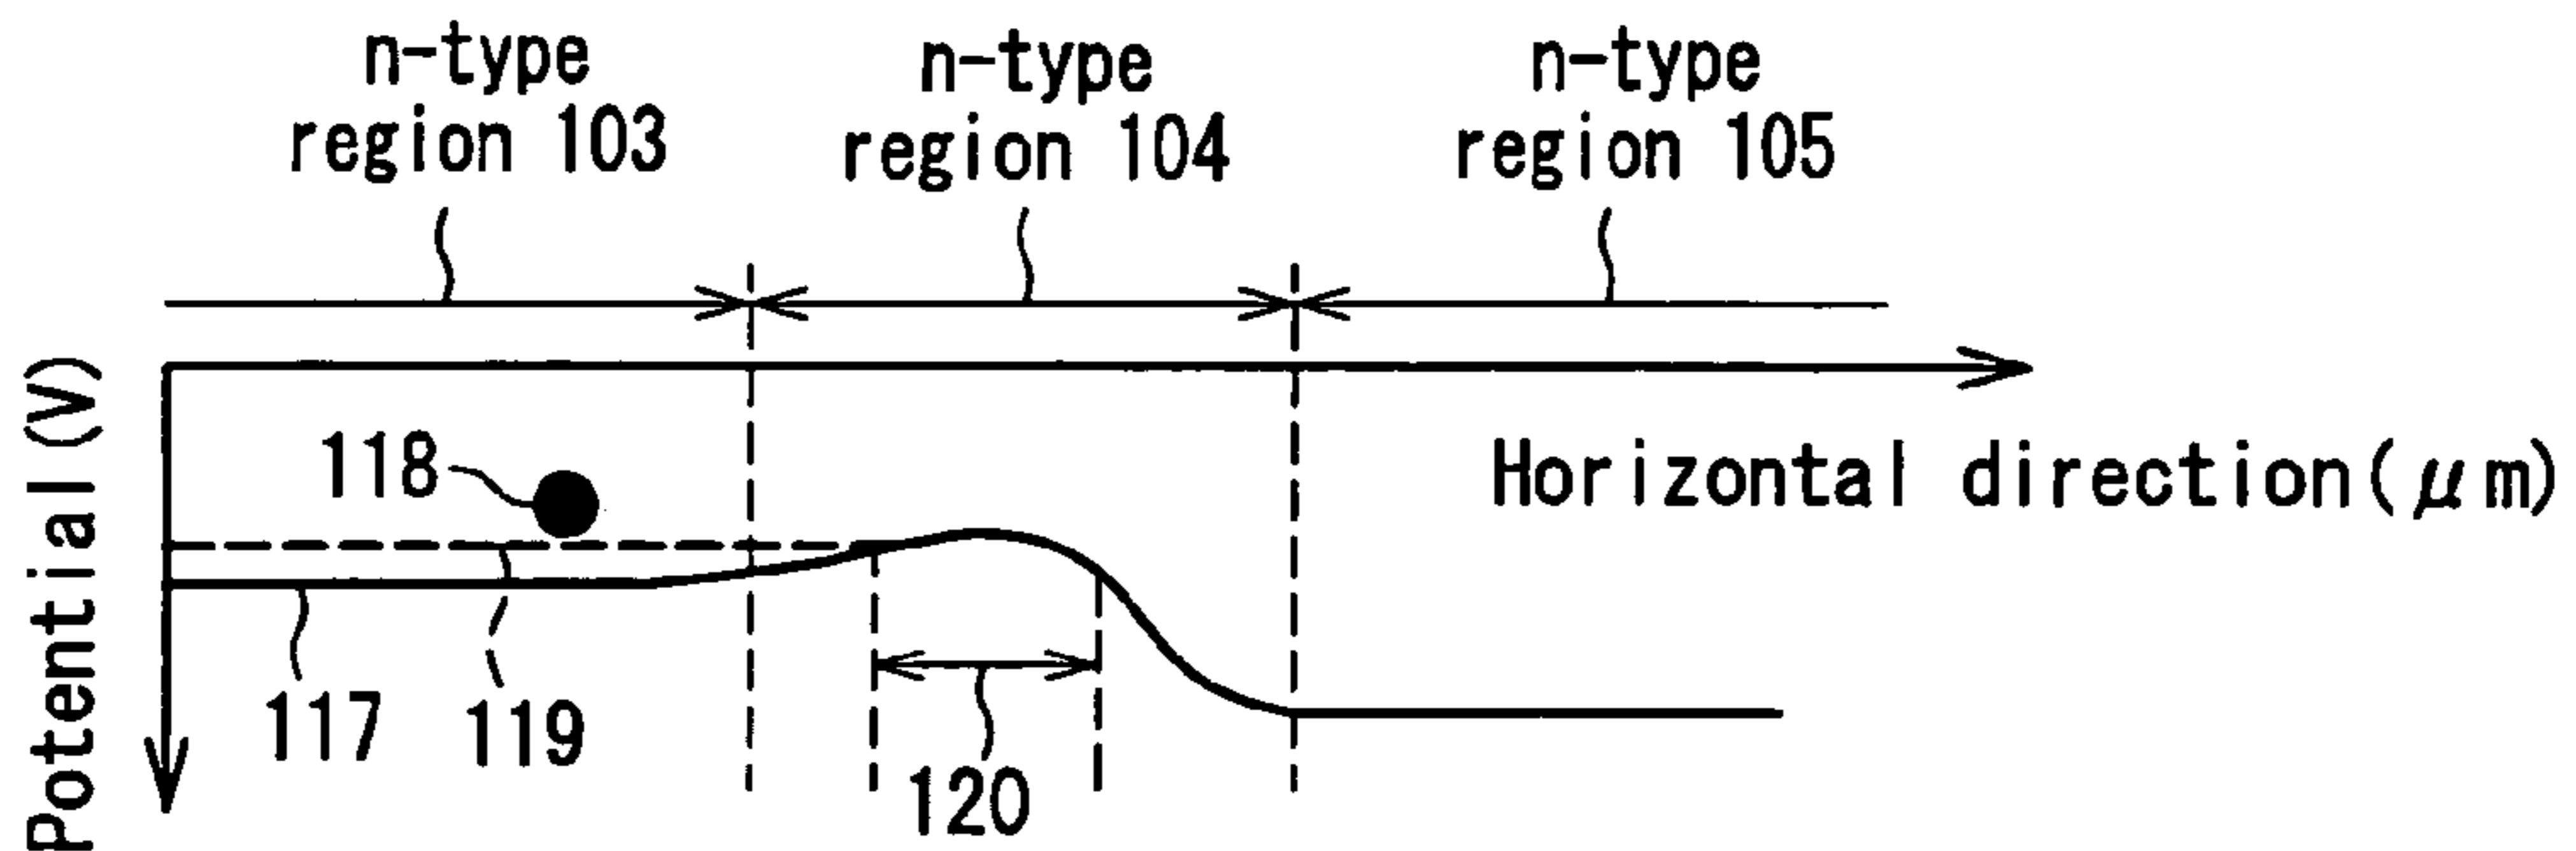 n-type
region 103
n-type
region 104
n-type
region 105
Potential(V)
118
Horizontal direction(μm)
117
119
120